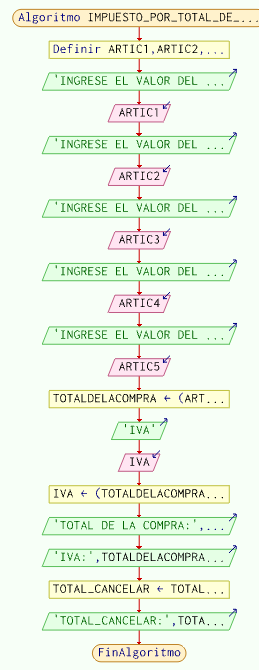 Algoritmo IMPUESTO_POR_TOTAL_DE_...
Definir ARTIC1,ARTIC2,...
'INGRESE EL VALOR DEL ...
ARTIC1
'INGRESE EL VALOR DEL ...
ARTIC2
'INGRESE EL VALOR DEL ...
ARTIC3
'INGRESE EL VALOR DEL ...
ARTIC4
'INGRESE EL VALOR DEL ...
ARTIC5
TOTALDELACOMPRA ← (ART...
'IVA'
IVA
IVA ← (TOTALDELACOMPRA...
'TOTAL DE LA COMPRA:',...
'IVA:',TOTALDELACOMPRA...
TOTAL_CANCELAR ← TOTAL...
'TOTAL_CANCELAR:',TOTA...
FinAlgoritmo